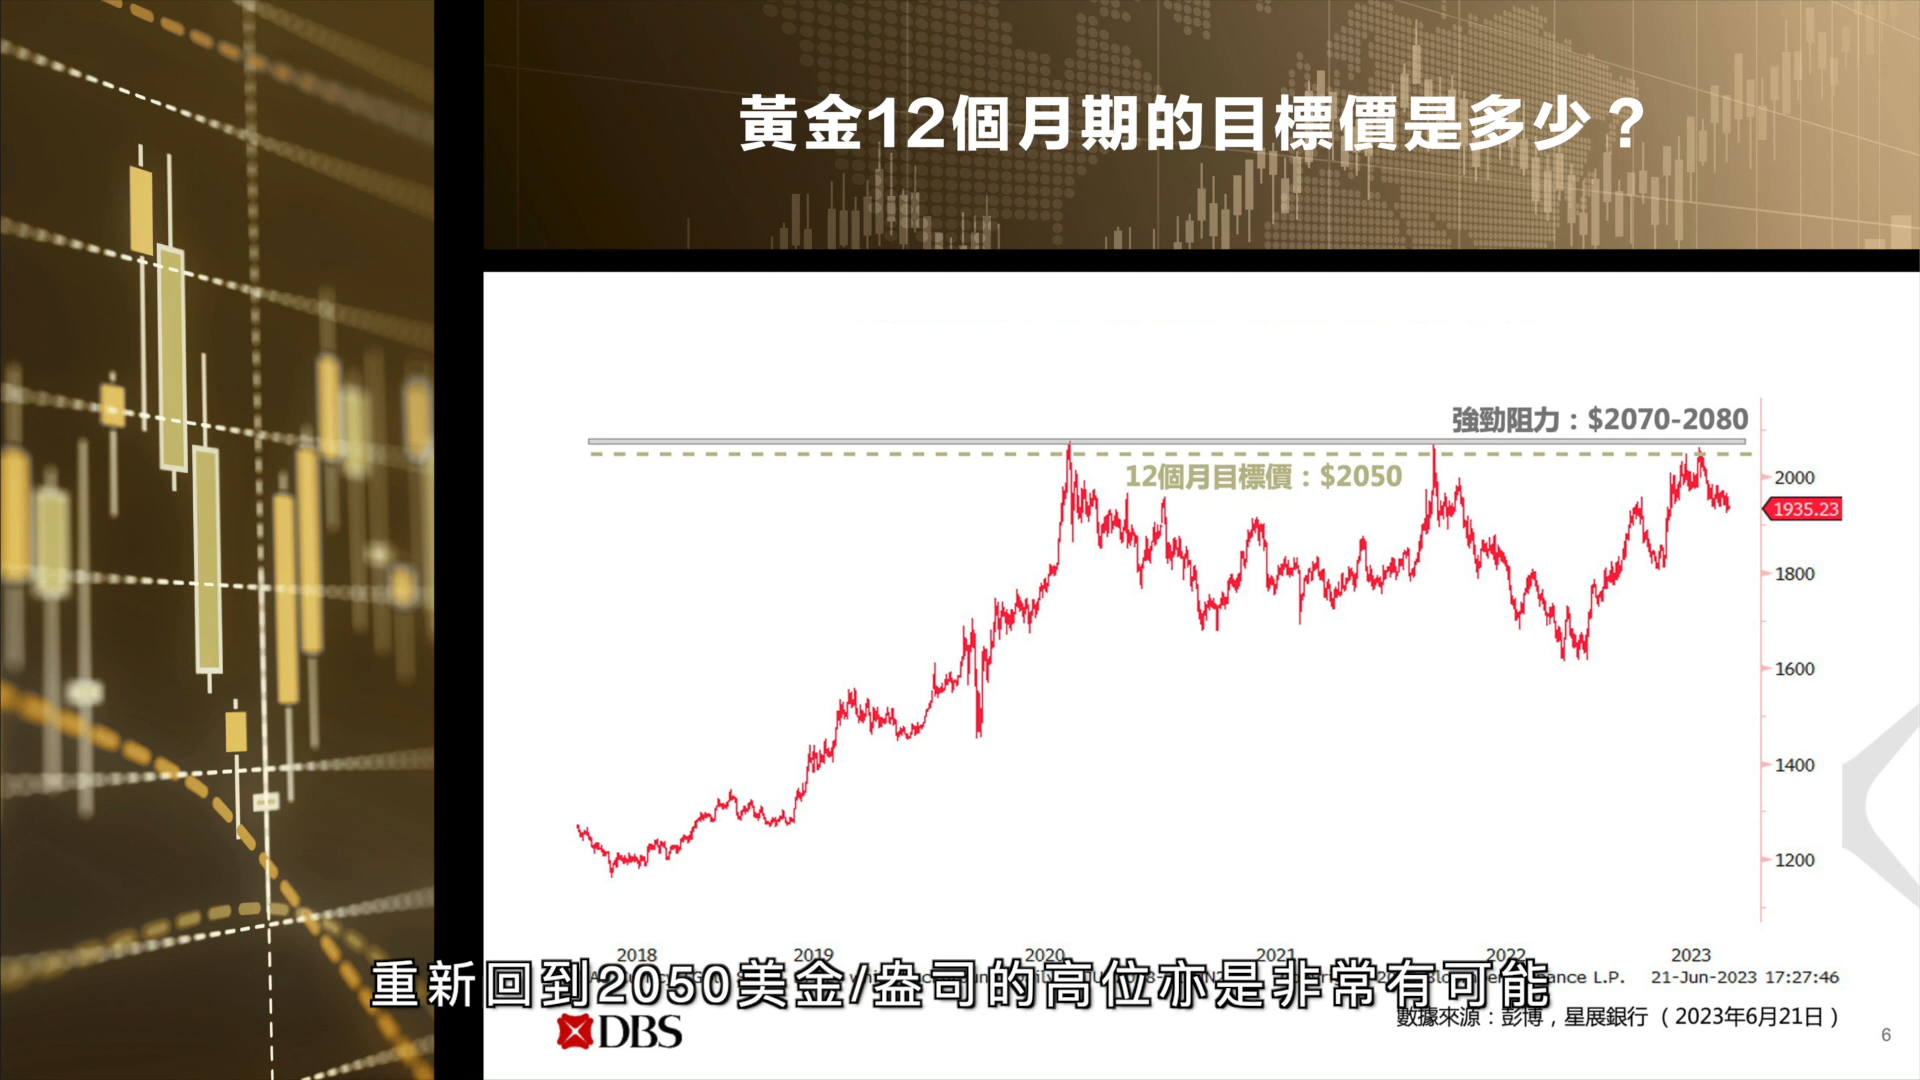 黃金12個月期的目標價是多少？
強勁阻力：$2070-2080
12個月目標價：$2050
2000
1935.23
1800
1600
1400
1200
2018 2019 2020 2021 2022 2023
ance L.P. 21-Jun-2023 17:27:46
重新回到2050美金/盎司的高位亦是非常有可能
數據來源：彭博，星展銀行（2023年6月21日）
DBS
6